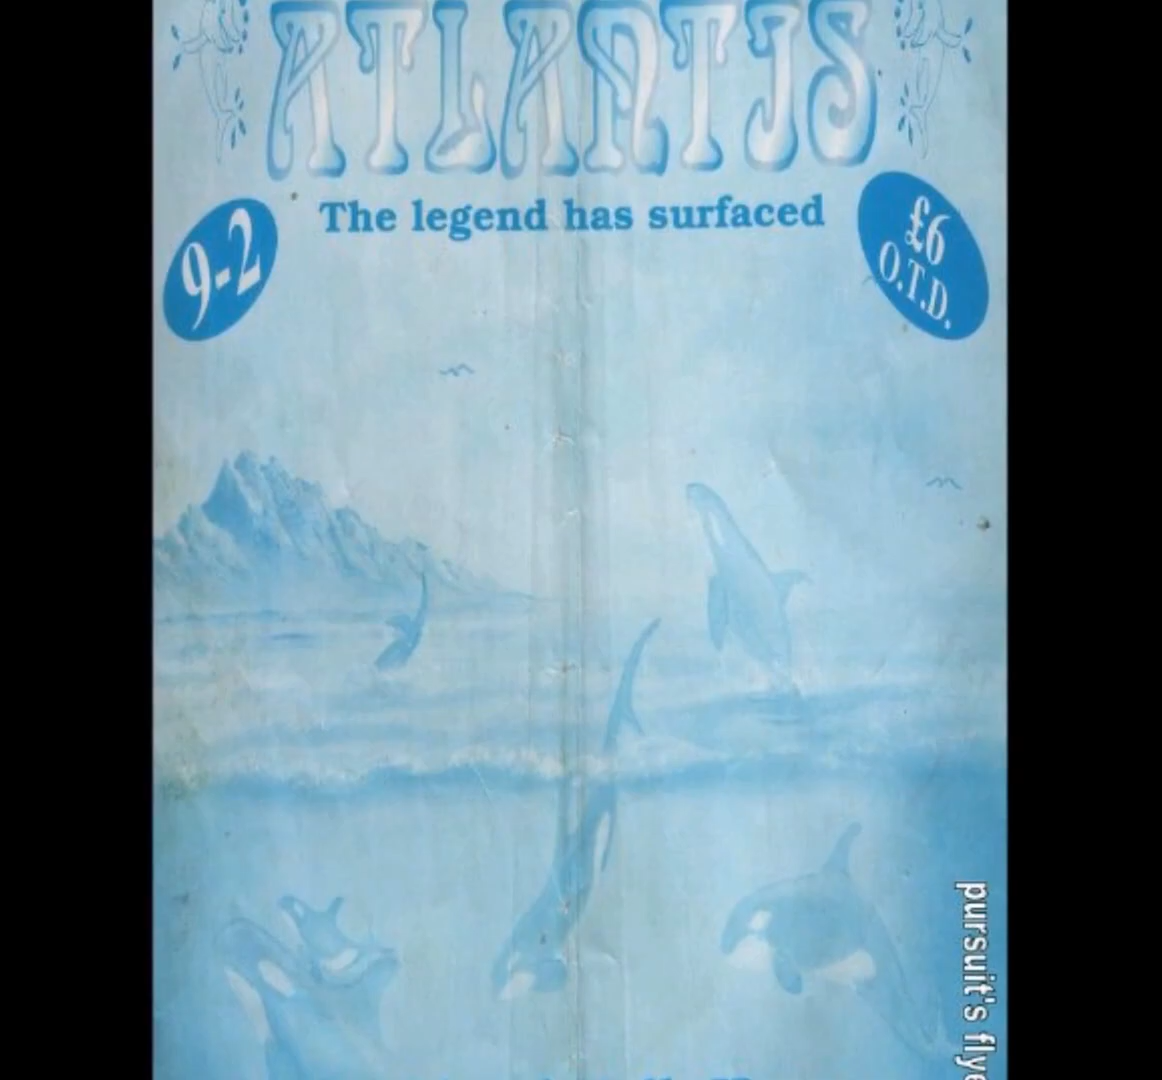 ATLANTIS
The legend has surfaced
9-2
£6
O.T.D.
pursuit's flye